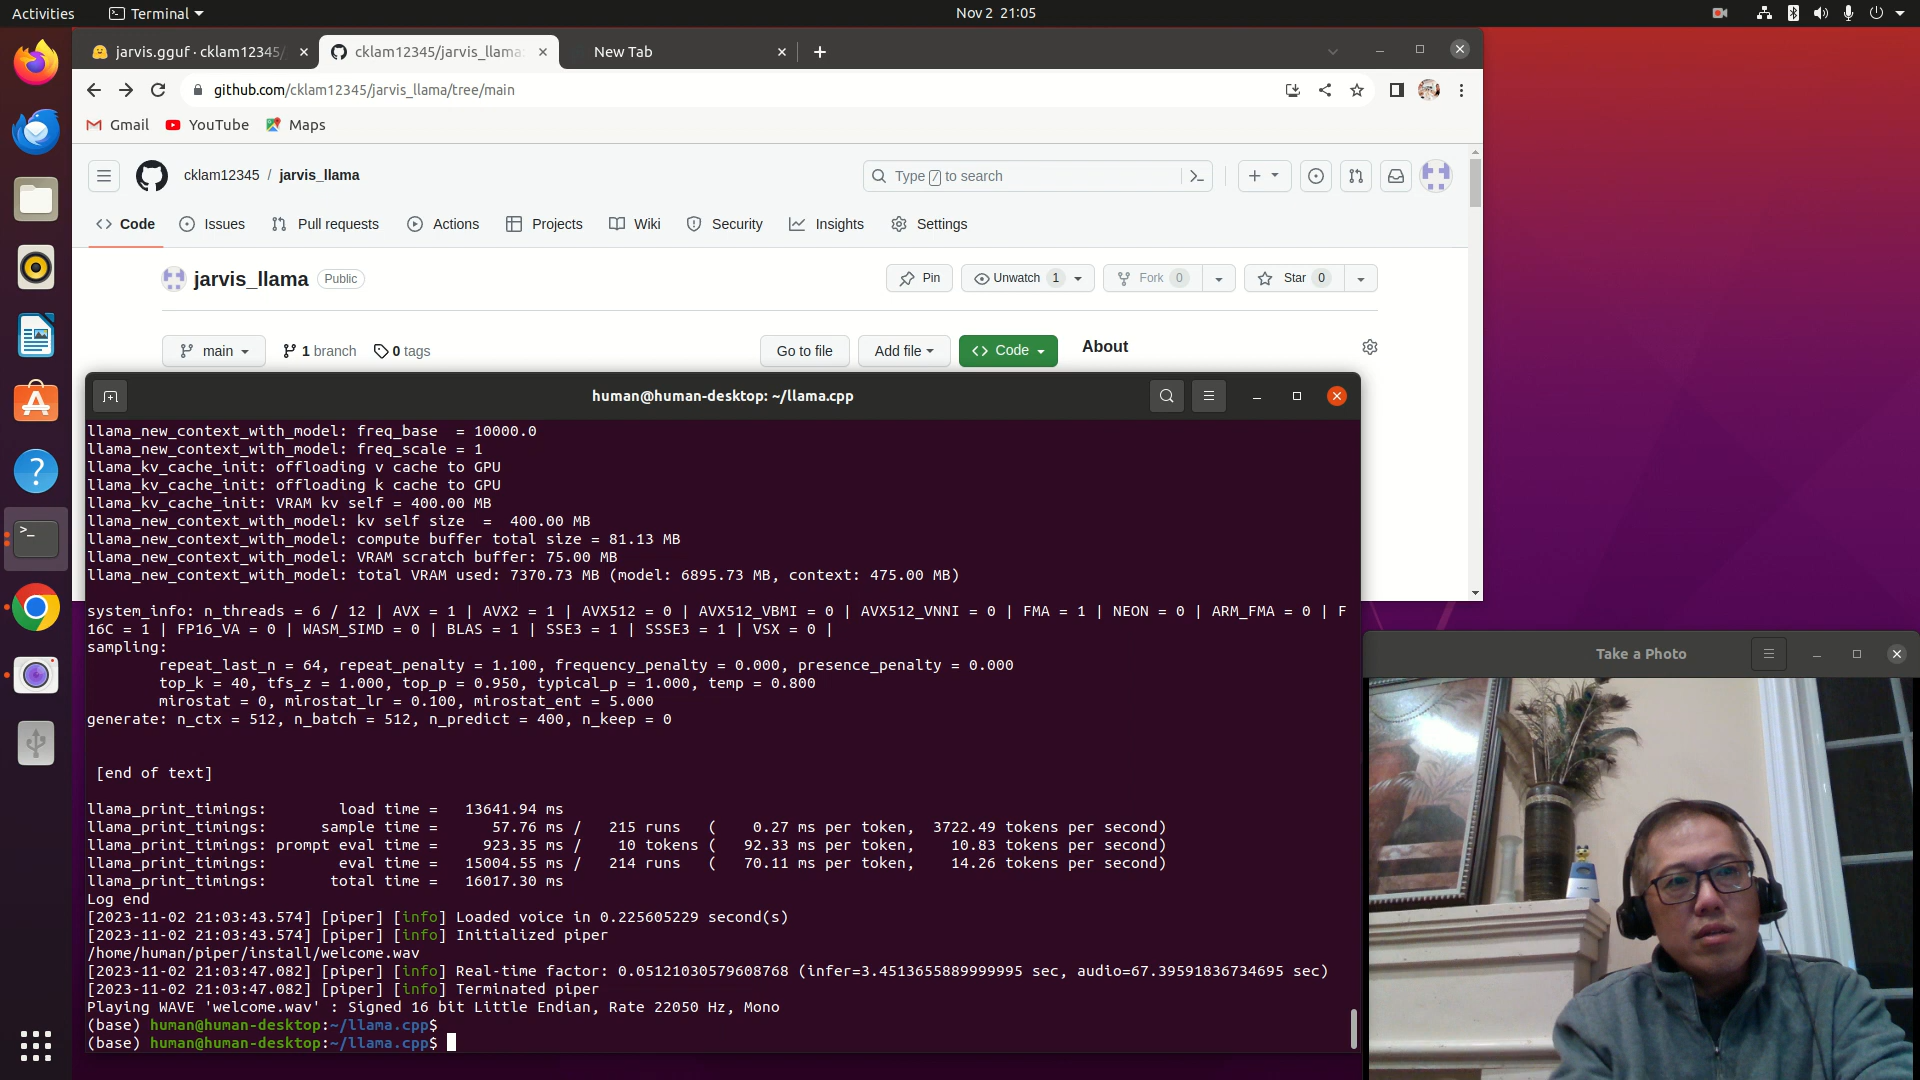 Activities Terminal Nov 2 21:05
jarvis.gguf · cklam12345/ cklam12345/jarvis_llama New Tab
github.com/cklam12345/jarvis_llama/tree/main
Gmail YouTube Maps
cklam12345 / jarvis_llama Type / to search
Code Issues Pull requests Actions Projects Wiki Security Insights Settings
jarvis_llama Public Pin Unwatch 1 Fork 0 Star 0
main 1 branch 0 tags Go to file Add file Code About
human@human-desktop: ~/llama.cpp
llama_new_context_with_model: freq_base  = 10000.0
llama_new_context_with_model: freq_scale = 1
llama_kv_cache_init: offloading v cache to GPU
llama_kv_cache_init: offloading k cache to GPU
llama_kv_cache_init: VRAM kv self = 400.00 MB
llama_new_context_with_model: kv self size  =  400.00 MB
llama_new_context_with_model: compute buffer total size = 81.13 MB
llama_new_context_with_model: VRAM scratch buffer: 75.00 MB
llama_new_context_with_model: total VRAM used: 7370.73 MB (model: 6895.73 MB, context: 475.00 MB)
system_info: n_threads = 6 / 12 | AVX = 1 | AVX2 = 1 | AVX512 = 0 | AVX512_VBMI = 0 | AVX512_VNNI = 0 | FMA = 1 | NEON = 0 | ARM_FMA = 0 | F
16C = 1 | FP16_VA = 0 | WASM_SIMD = 0 | BLAS = 1 | SSE3 = 1 | SSSE3 = 1 | VSX = 0 |
sampling:
repeat_last_n = 64, repeat_penalty = 1.100, frequency_penalty = 0.000, presence_penalty = 0.000
top_k = 40, tfs_z = 1.000, top_p = 0.950, typical_p = 1.000, temp = 0.800
mirostat = 0, mirostat_lr = 0.100, mirostat_ent = 5.000
generate: n_ctx = 512, n_batch = 512, n_predict = 400, n_keep = 0
[end of text]
llama_print_timings:        load time =   13641.94 ms
llama_print_timings:      sample time =      57.76 ms /   215 runs   (    0.27 ms per token,  3722.49 tokens per second)
llama_print_timings: prompt eval time =     923.35 ms /    10 tokens (   92.33 ms per token,    10.83 tokens per second)
llama_print_timings:        eval time =   15004.55 ms /   214 runs   (   70.11 ms per token,    14.26 tokens per second)
llama_print_timings:       total time =   16017.30 ms
Log end
[2023-11-02 21:03:43.574] [piper] [info] Loaded voice in 0.225605229 second(s)
[2023-11-02 21:03:43.574] [piper] [info] Initialized piper
/home/human/piper/install/welcome.wav
[2023-11-02 21:03:47.082] [piper] [info] Real-time factor: 0.05121030579608768 (infer=3.4513655889999995 sec, audio=67.39591836734695 sec)
[2023-11-02 21:03:47.082] [piper] [info] Terminated piper
Playing WAVE 'welcome.wav' : Signed 16 bit Little Endian, Rate 22050 Hz, Mono
(base) human@human-desktop:~/llama.cpp$
(base) human@human-desktop:~/llama.cpp$
Take a Photo